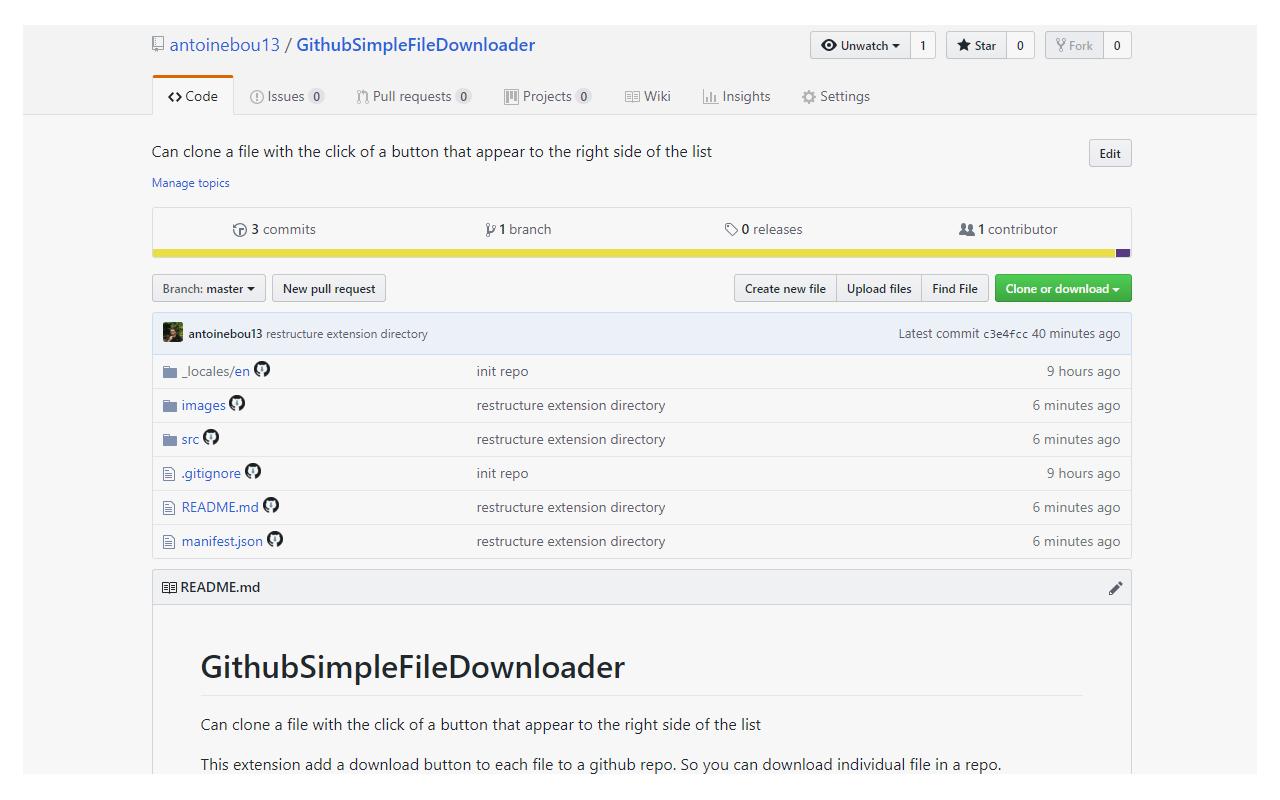 antoinebou13 / GithubSimpleFileDownloader Unwatch 1 Star 0 Fork 0
Code Issues 0 Pull requests 0 Projects 0 Wiki Insights Settings
Can clone a file with the click of a button that appear to the right side of the list Edit
Manage topics
3 commits 1 branch 0 releases 1 contributor
Branch: master New pull request Create new file Upload files Find File Clone or download
antoinebou13 restructure extension directory Latest commit c3e4fcc 40 minutes ago
_locales/en init repo 9 hours ago
images restructure extension directory 6 minutes ago
src restructure extension directory 6 minutes ago
.gitignore init repo 9 hours ago
README.md restructure extension directory 6 minutes ago
manifest.json restructure extension directory 6 minutes ago
README.md
GithubSimpleFileDownloader
Can clone a file with the click of a button that appear to the right side of the list
This extension add a download button to each file to a github repo. So you can download individual file in a repo.